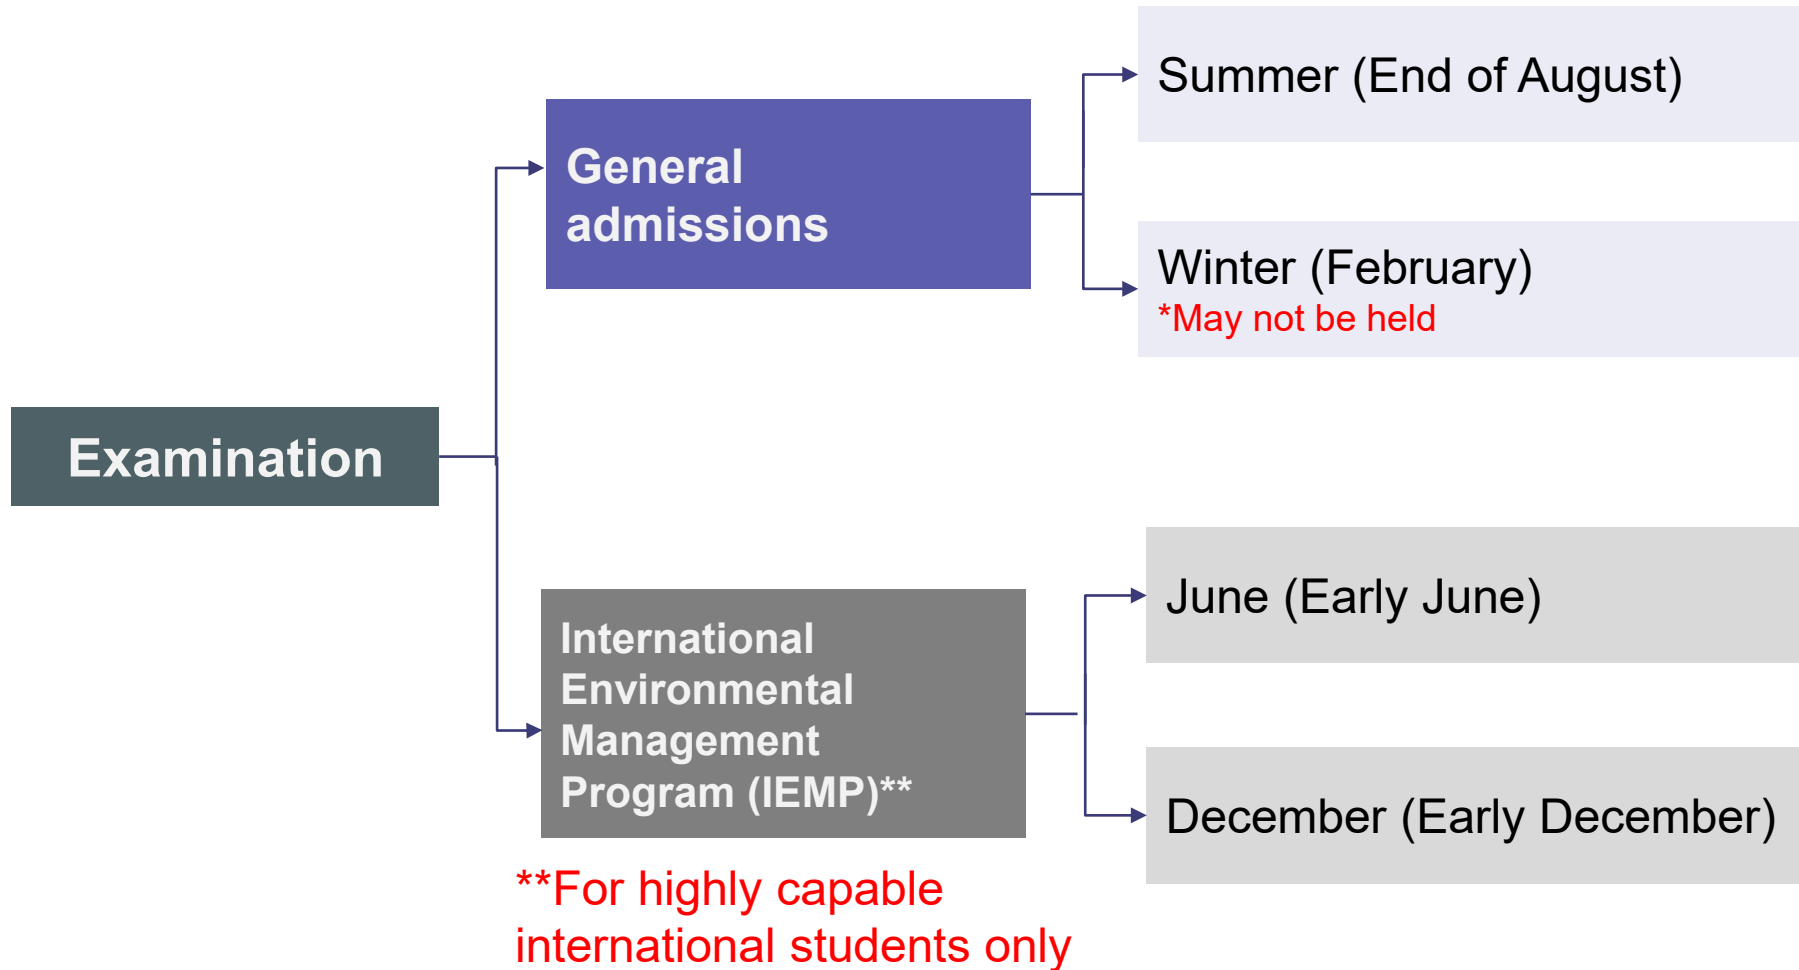 Summer (End of August)
General
admissions
Winter (February)
*May not be held
Examination
June (Early June)
International
Environmental
Management
Program (IEMP)**
December (Early December)
**For highly capable
international students only